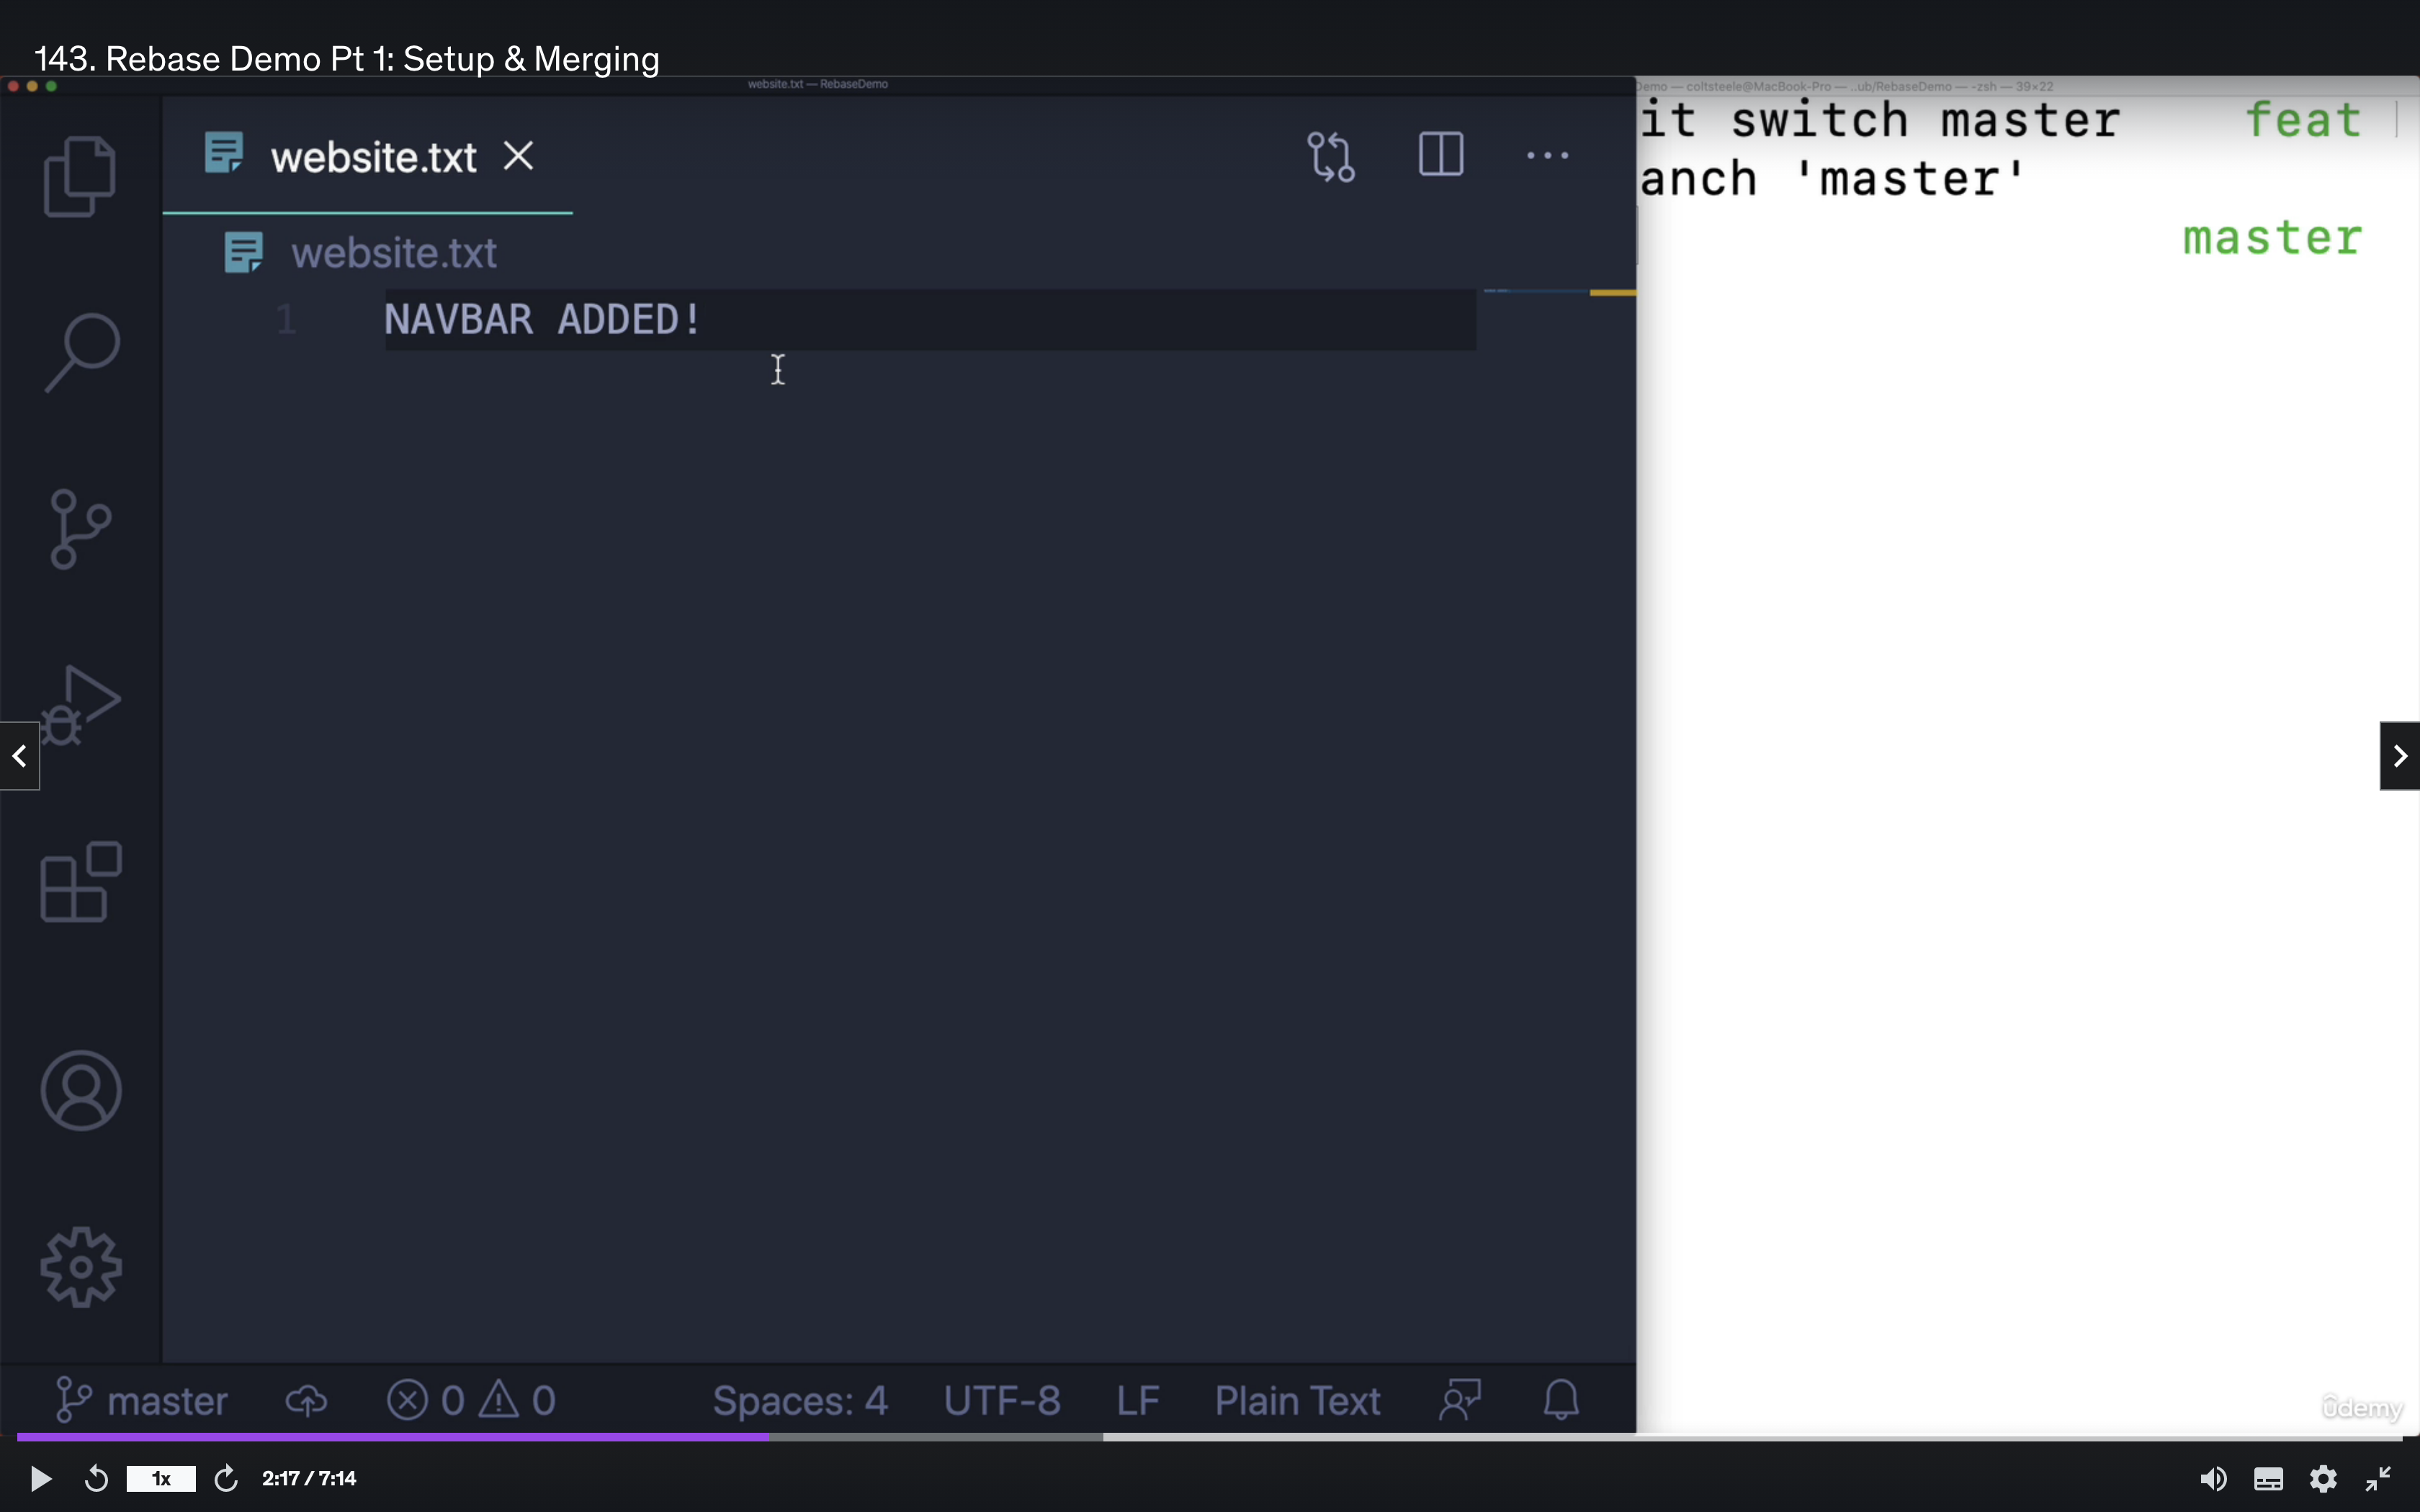 143. Rebase Demo Pt 1: Setup & Merging
website.txt — RebaseDemo
Demo — coltsteele@MacBook-Pro — ..ub/RebaseDemo — -zsh — 39×22
website.txt
it switch master feat
anch 'master'
master
website.txt
1 NAVBAR ADDED!
master 0 0 Spaces: 4 UTF-8 LF Plain Text
udemy
1x 2:17 / 7:14